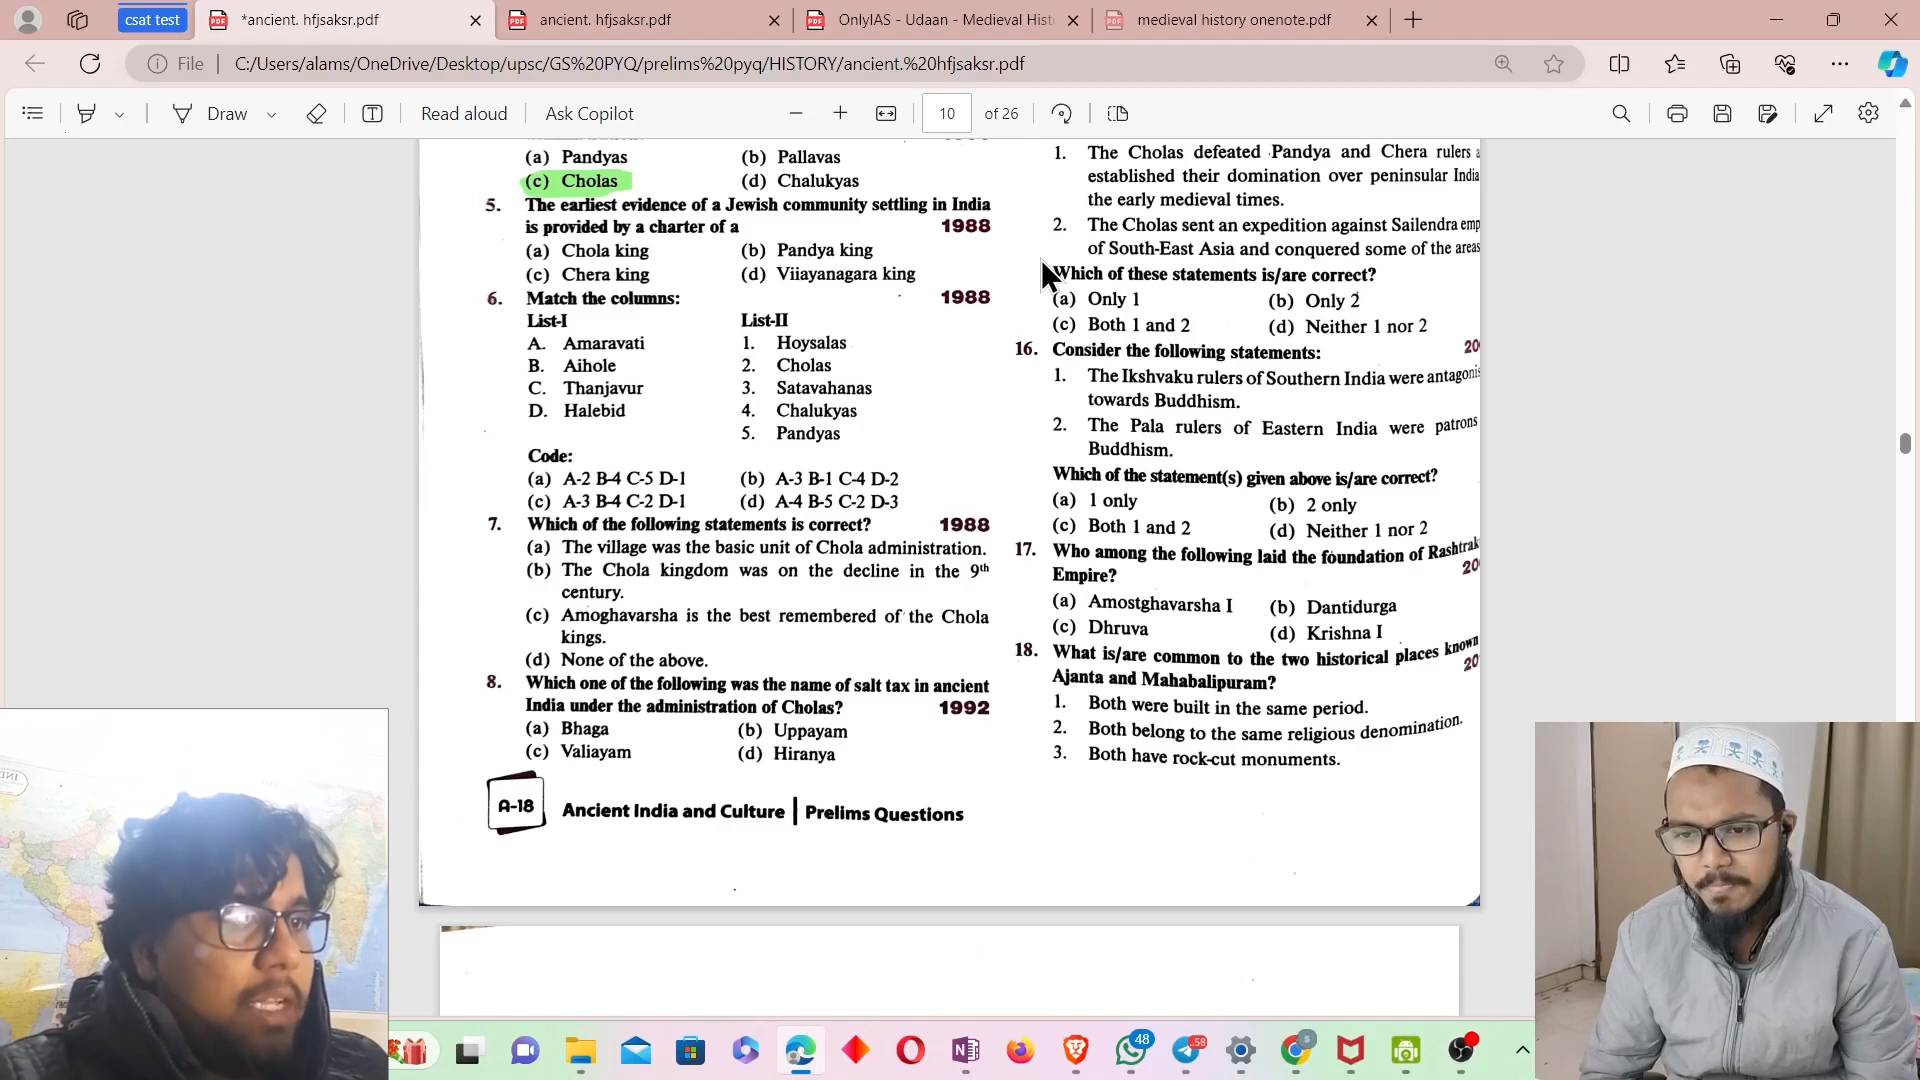 csat test
*ancient. hfjsaksr.pdf
ancient. hfjsaksr.pdf
OnlyIAS - Udaan - Medieval Hist
medieval history onenote.pdf
File
C:/Users/alams/OneDrive/Desktop/upsc/GS%20PYQ/prelims%20pyq/HISTORY/ancient.%20hfjsaksr.pdf
Draw
Read aloud
Ask Copilot
10 of 26
(a) Pandyas (b) Pallavas
(c) Cholas (d) Chalukyas
5. The earliest evidence of a Jewish community settling in India
is provided by a charter of a 1988
(a) Chola king (b) Pandya king
(c) Chera king (d) Viiayanagara king
6. Match the columns: 1988
List-I List-II
A. Amaravati 1. Hoysalas
B. Aihole 2. Cholas
C. Thanjavur 3. Satavahanas
D. Halebid 4. Chalukyas
5. Pandyas
Code:
(a) A-2 B-4 C-5 D-1 (b) A-3 B-1 C-4 D-2
(c) A-3 B-4 C-2 D-1 (d) A-4 B-5 C-2 D-3
7. Which of the following statements is correct? 1988
(a) The village was the basic unit of Chola administration.
(b) The Chola kingdom was on the decline in the 9th
century.
(c) Amoghavarsha is the best remembered of the Chola
kings.
(d) None of the above.
8. Which one of the following was the name of salt tax in ancient
India under the administration of Cholas? 1992
(a) Bhaga (b) Uppayam
(c) Valiayam (d) Hiranya
A-18 Ancient India and Culture | Prelims Questions
1. The Cholas defeated Pandya and Chera rulers a
established their domination over peninsular India
the early medieval times.
2. The Cholas sent an expedition against Sailendra emp
of South-East Asia and conquered some of the areas
Which of these statements is/are correct?
(a) Only 1 (b) Only 2
(c) Both 1 and 2 (d) Neither 1 nor 2
16. Consider the following statements: 20
1. The Ikshvaku rulers of Southern India were antagonis
towards Buddhism.
2. The Pala rulers of Eastern India were patrons
Buddhism.
Which of the statement(s) given above is/are correct?
(a) 1 only (b) 2 only
(c) Both 1 and 2 (d) Neither 1 nor 2
17. Who among the following laid the foundation of Rashtrak
Empire? 20
(a) Amostghavarsha I (b) Dantidurga
(c) Dhruva (d) Krishna I
18. What is/are common to the two historical places known
Ajanta and Mahabalipuram? 20
1. Both were built in the same period.
2. Both belong to the same religious denomination.
3. Both have rock-cut monuments.
48
58